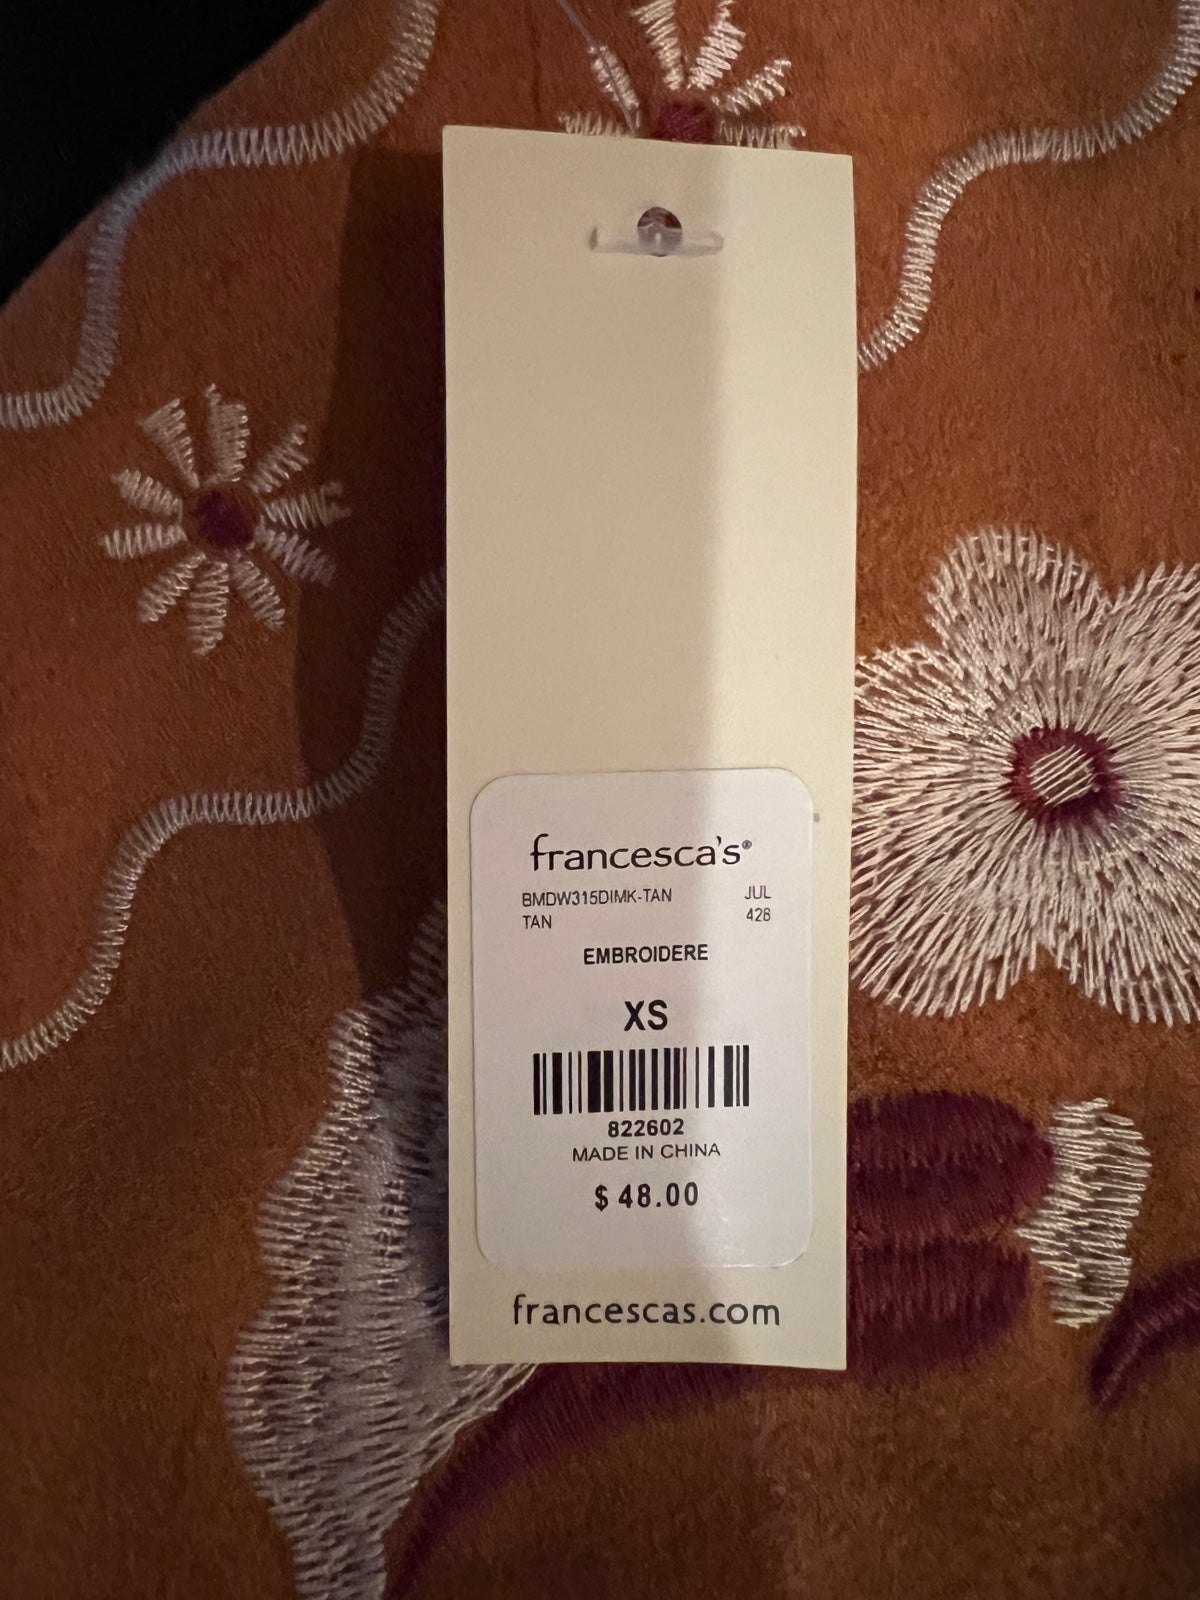 francesca's®
BMDW315DIMK-TAN JUL
TAN 428
EMBROIDERE
XS
822602
MADE IN CHINA
$ 48.00
francescas.com